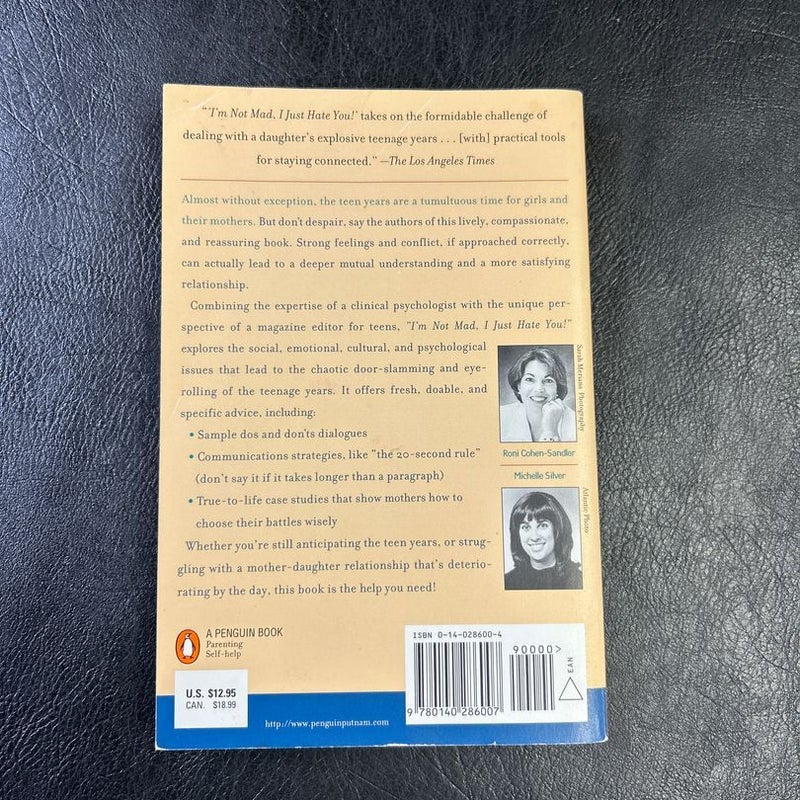 "'I'm Not Mad, I Just Hate You!' takes on the formidable challenge of
dealing with a daughter's explosive teenage years . . . [with] practical tools
for staying connected." —The Los Angeles Times
Almost without exception, the teen years are a tumultuous time for girls and
their mothers. But don't despair, say the authors of this lively, compassionate,
and reassuring book. Strong feelings and conflict, if approached correctly,
can actually lead to a deeper mutual understanding and a more satisfying
relationship.
Combining the expertise of a clinical psychologist with the unique per-
spective of a magazine editor for teens, "I'm Not Mad, I Just Hate You!"
explores the social, emotional, cultural, and psychological
issues that lead to the chaotic door-slamming and eye-
rolling of the teenage years. It offers fresh, doable, and
specific advice, including:
• Sample dos and don'ts dialogues
• Communications strategies, like "the 20-second rule"
(don't say it if it takes longer than a paragraph)
• True-to-life case studies that show mothers how to
choose their battles wisely
Whether you're still anticipating the teen years, or strug-
gling with a mother-daughter relationship that's deterio-
rating by the day, this book is the help you need!
Sarah Merians Photography
Roni Cohen-Sandler
Michelle Silver
Atlantic Photo
A PENGUIN BOOK
Parenting
Self-help
U.S. $12.95
CAN. $18.99
http://www.penguinputnam.com
ISBN 0-14-028600-4
90000>
EAN
9 780140 286007